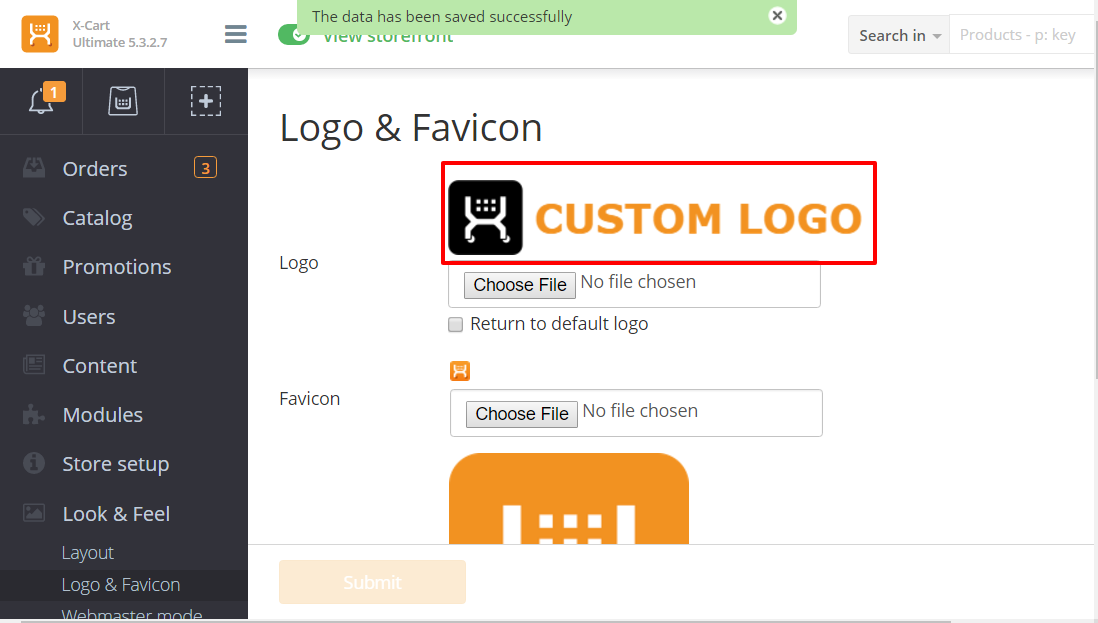 X-Cart
Ultimate 5.3.2.7
The data has been saved successfully
View storefront
Search in
Products - p: key
1
Orders
3
Catalog
Promotions
Users
Content
Modules
Store setup
Look & Feel
Layout
Logo & Favicon
Webmaster mode
Logo & Favicon
CUSTOM LOGO
Logo
Choose File No file chosen
Return to default logo
Favicon
Choose File No file chosen
Submit